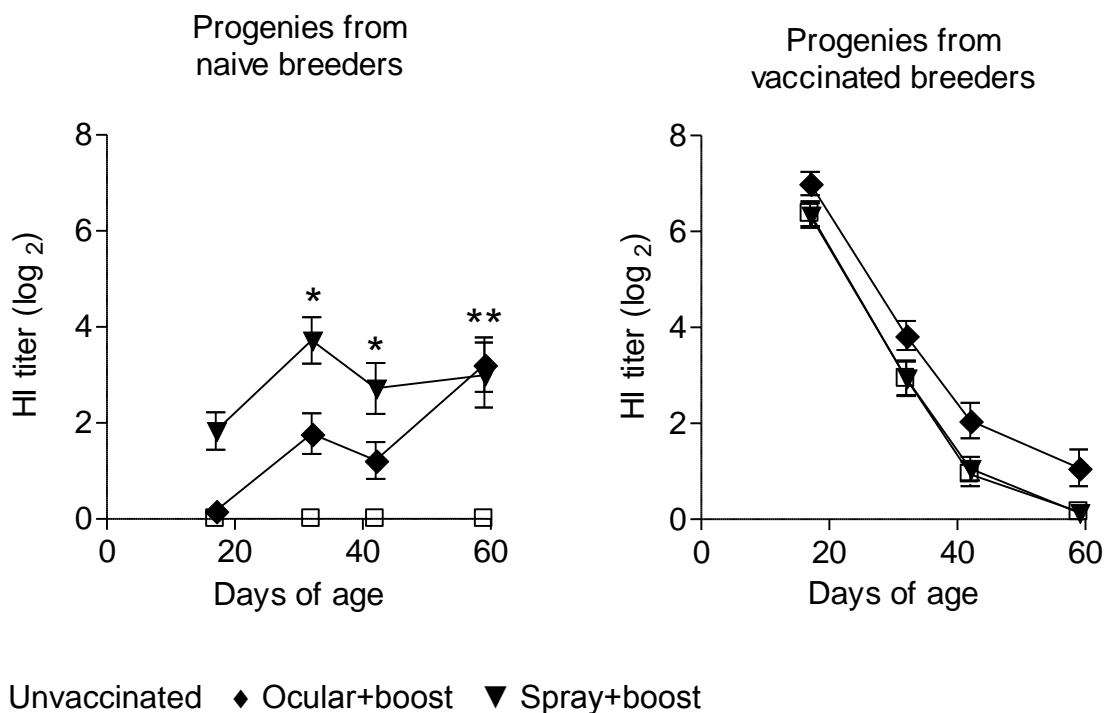 Progenies from
naive breeders
8
6
4
2
0
HI titer (log 2)
*
*
**
0 20 40 60
Days of age
Progenies from
vaccinated breeders
8
6
4
2
0
HI titer (log 2)
0 20 40 60
Days of age
Unvaccinated ♦ Ocular+boost ▼ Spray+boost